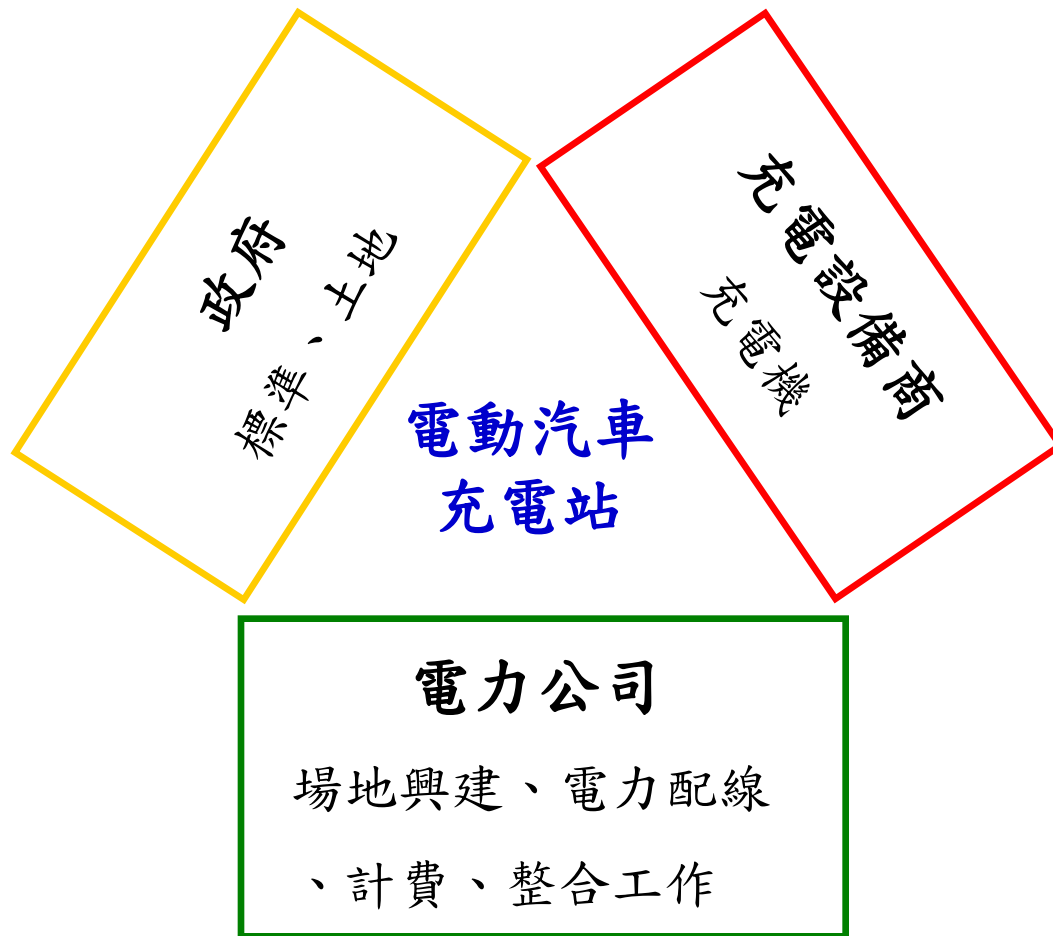 政府
標準、土地
充電設備商
充電機
電動汽車
充電站
電力公司
場地興建、電力配線
、計費、整合工作